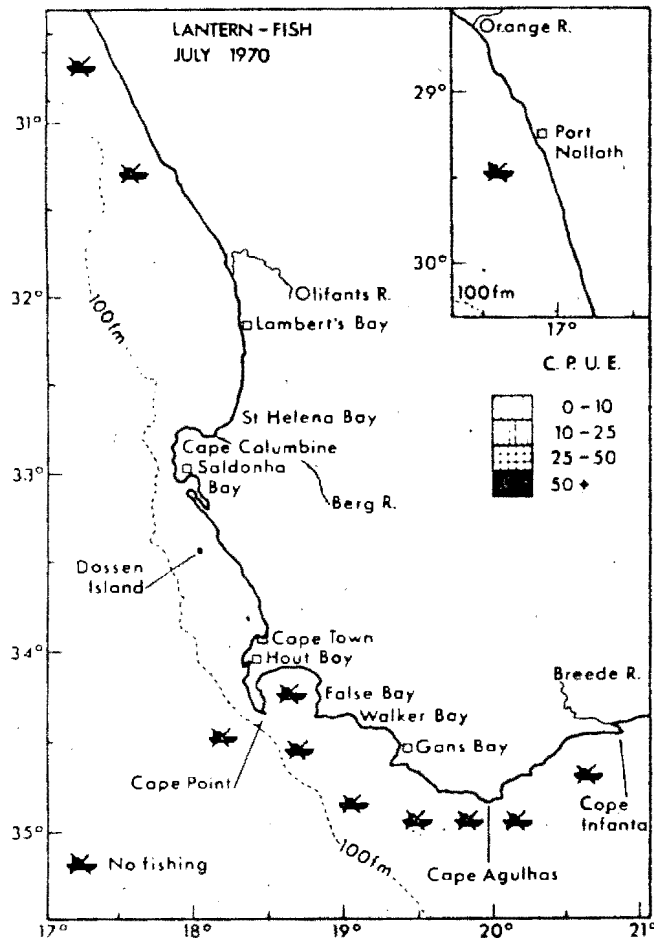 LANTERN - FISH
JULY 1970
Orange R.
29°
Port
Nolloth
30°
100fm
17°
31°
32°
33°
34°
35°
100fm
Olifants R.
Lambert's Bay
C. P. U. E.
0 - 10
10 - 25
25 - 50
50 +
St Helena Bay
Cape Columbine
Saldanha
Bay
Berg R.
Dassen
Island
Cape Town
Hout Bay
False Bay
Walker Bay
Gans Bay
Breede R.
Cape Point
Cape
Infanta
100fm
Cape Agulhas
No fishing
17°
18°
19°
20°
21°